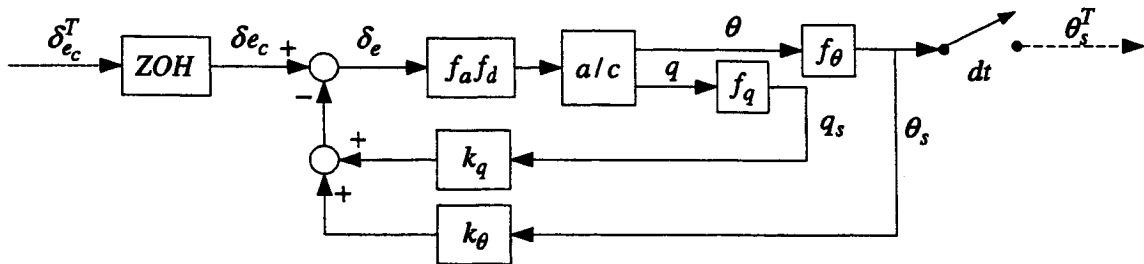 δ_{e_c}^T
ZOH
δe_c
+
-
δ_e
f_a f_d
a/c
θ
q
f_θ
f_q
q_s
θ_s
dt
θ_s^T
+
k_q
+
k_θ